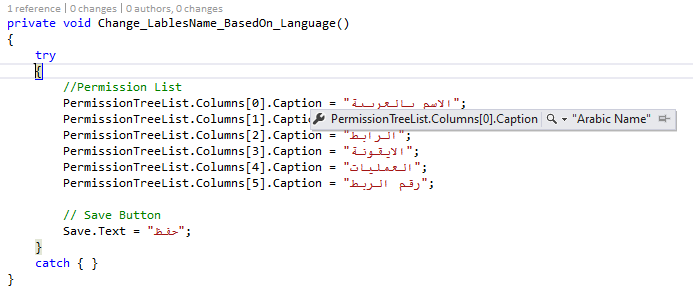 1 reference | 0 changes | 0 authors, 0 changes
private void Change_LablesName_BasedOn_Language()
{
try
{
//Permission List
PermissionTreeList.Columns[0].Caption = "الاسم بالعربية";
PermissionTreeList.Columns[1].Captio
PermissionTreeList.Columns[0].Caption "Arabic Name"
PermissionTreeList.Columns[2].Caption = "الرابط";
PermissionTreeList.Columns[3].Caption = "الايقونة";
PermissionTreeList.Columns[4].Caption = "العمليات";
PermissionTreeList.Columns[5].Caption = "رقم الربط";
// Save Button
Save.Text = "حفظ";
}
catch { }
}